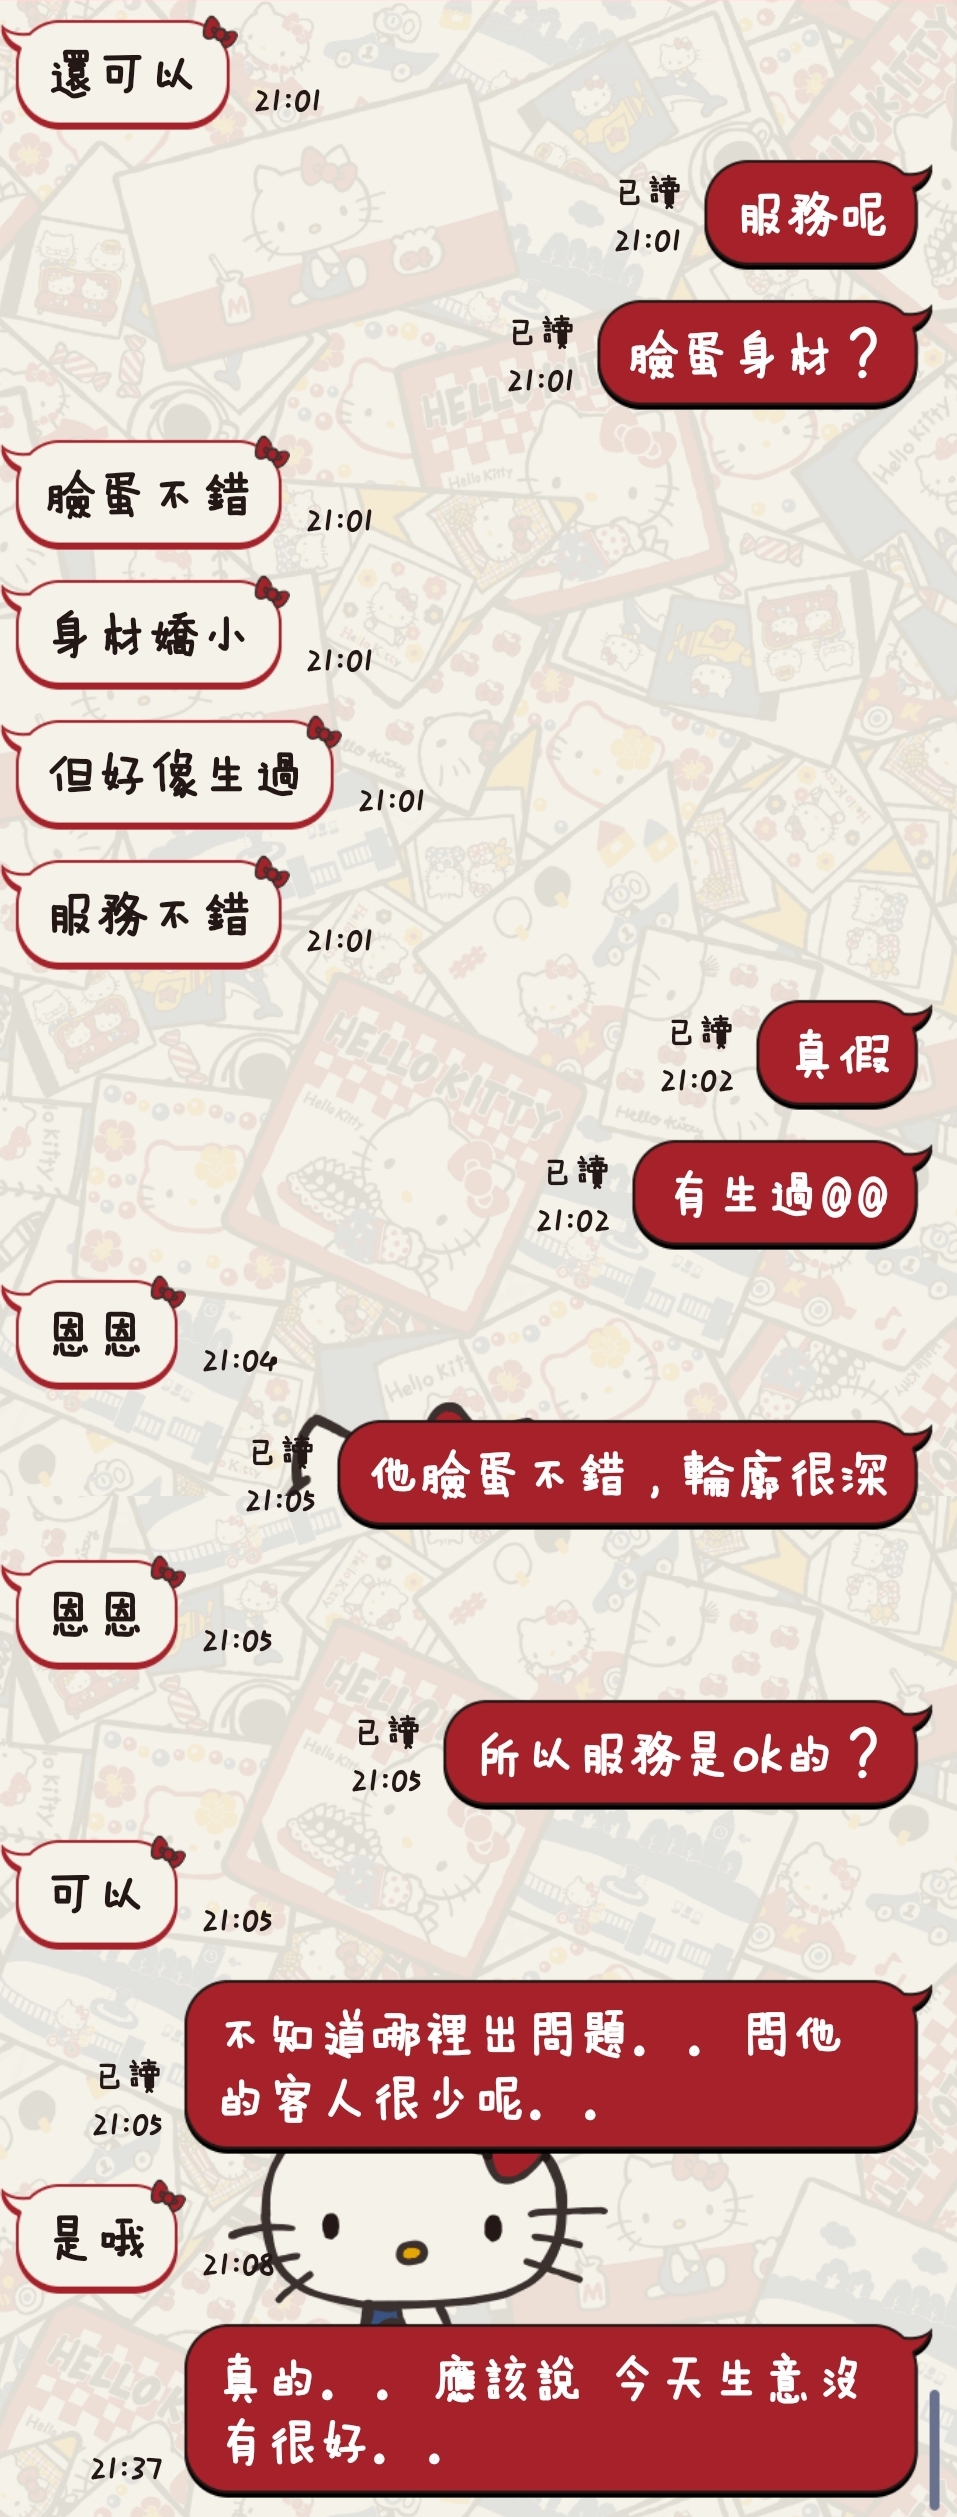 還可以
21:01
已讀
21:01
服務呢
已讀
21:01
臉蛋身材？
臉蛋不錯
21:01
身材嬌小
21:01
但好像生過
21:01
服務不錯
21:01
已讀
21:02
真假
已讀
21:02
有生過@@
恩恩
21:04
已讀
21:05
他臉蛋不錯，輪廓很深
恩恩
21:05
已讀
21:05
所以服務是ok的？
可以
21:05
不知道哪裡出問題。。 問他
的客人很少呢。。
已讀
21:05
是哦
21:08
真的。。 應該說 今天生意沒
有很好。。
21:37
HELLO KITTY
Hello Kitty